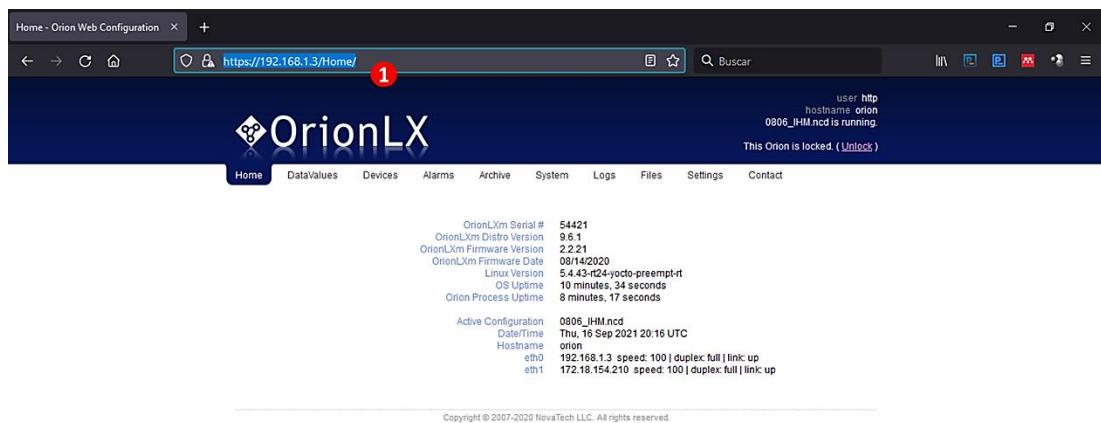 Home - Orion Web Configuration
https://192.168.1.3/Home/
Buscar
1
user http
hostname orion
0806_IHM.ncd is running.
OrionLX
This Orion is locked. ( Unlock )
Home DataValues Devices Alarms Archive System Logs Files Settings Contact
OrionLXm Serial # 54421
OrionLXm Distro Version 9.6.1
OrionLXm Firmware Version 2.2.21
OrionLXm Firmware Date 08/14/2020
Linux Version 5.4.43-rt24-yocto-preempt-rt
OS Uptime 10 minutes, 34 seconds
Orion Process Uptime 8 minutes, 17 seconds
Active Configuration 0806_IHM.ncd
Date/Time Thu, 16 Sep 2021 20:16 UTC
Hostname orion
eth0 192.168.1.3 speed: 100 | duplex: full | link: up
eth1 172.18.154.210 speed: 100 | duplex: full | link: up
Copyright © 2007-2020 NovaTech LLC. All rights reserved.